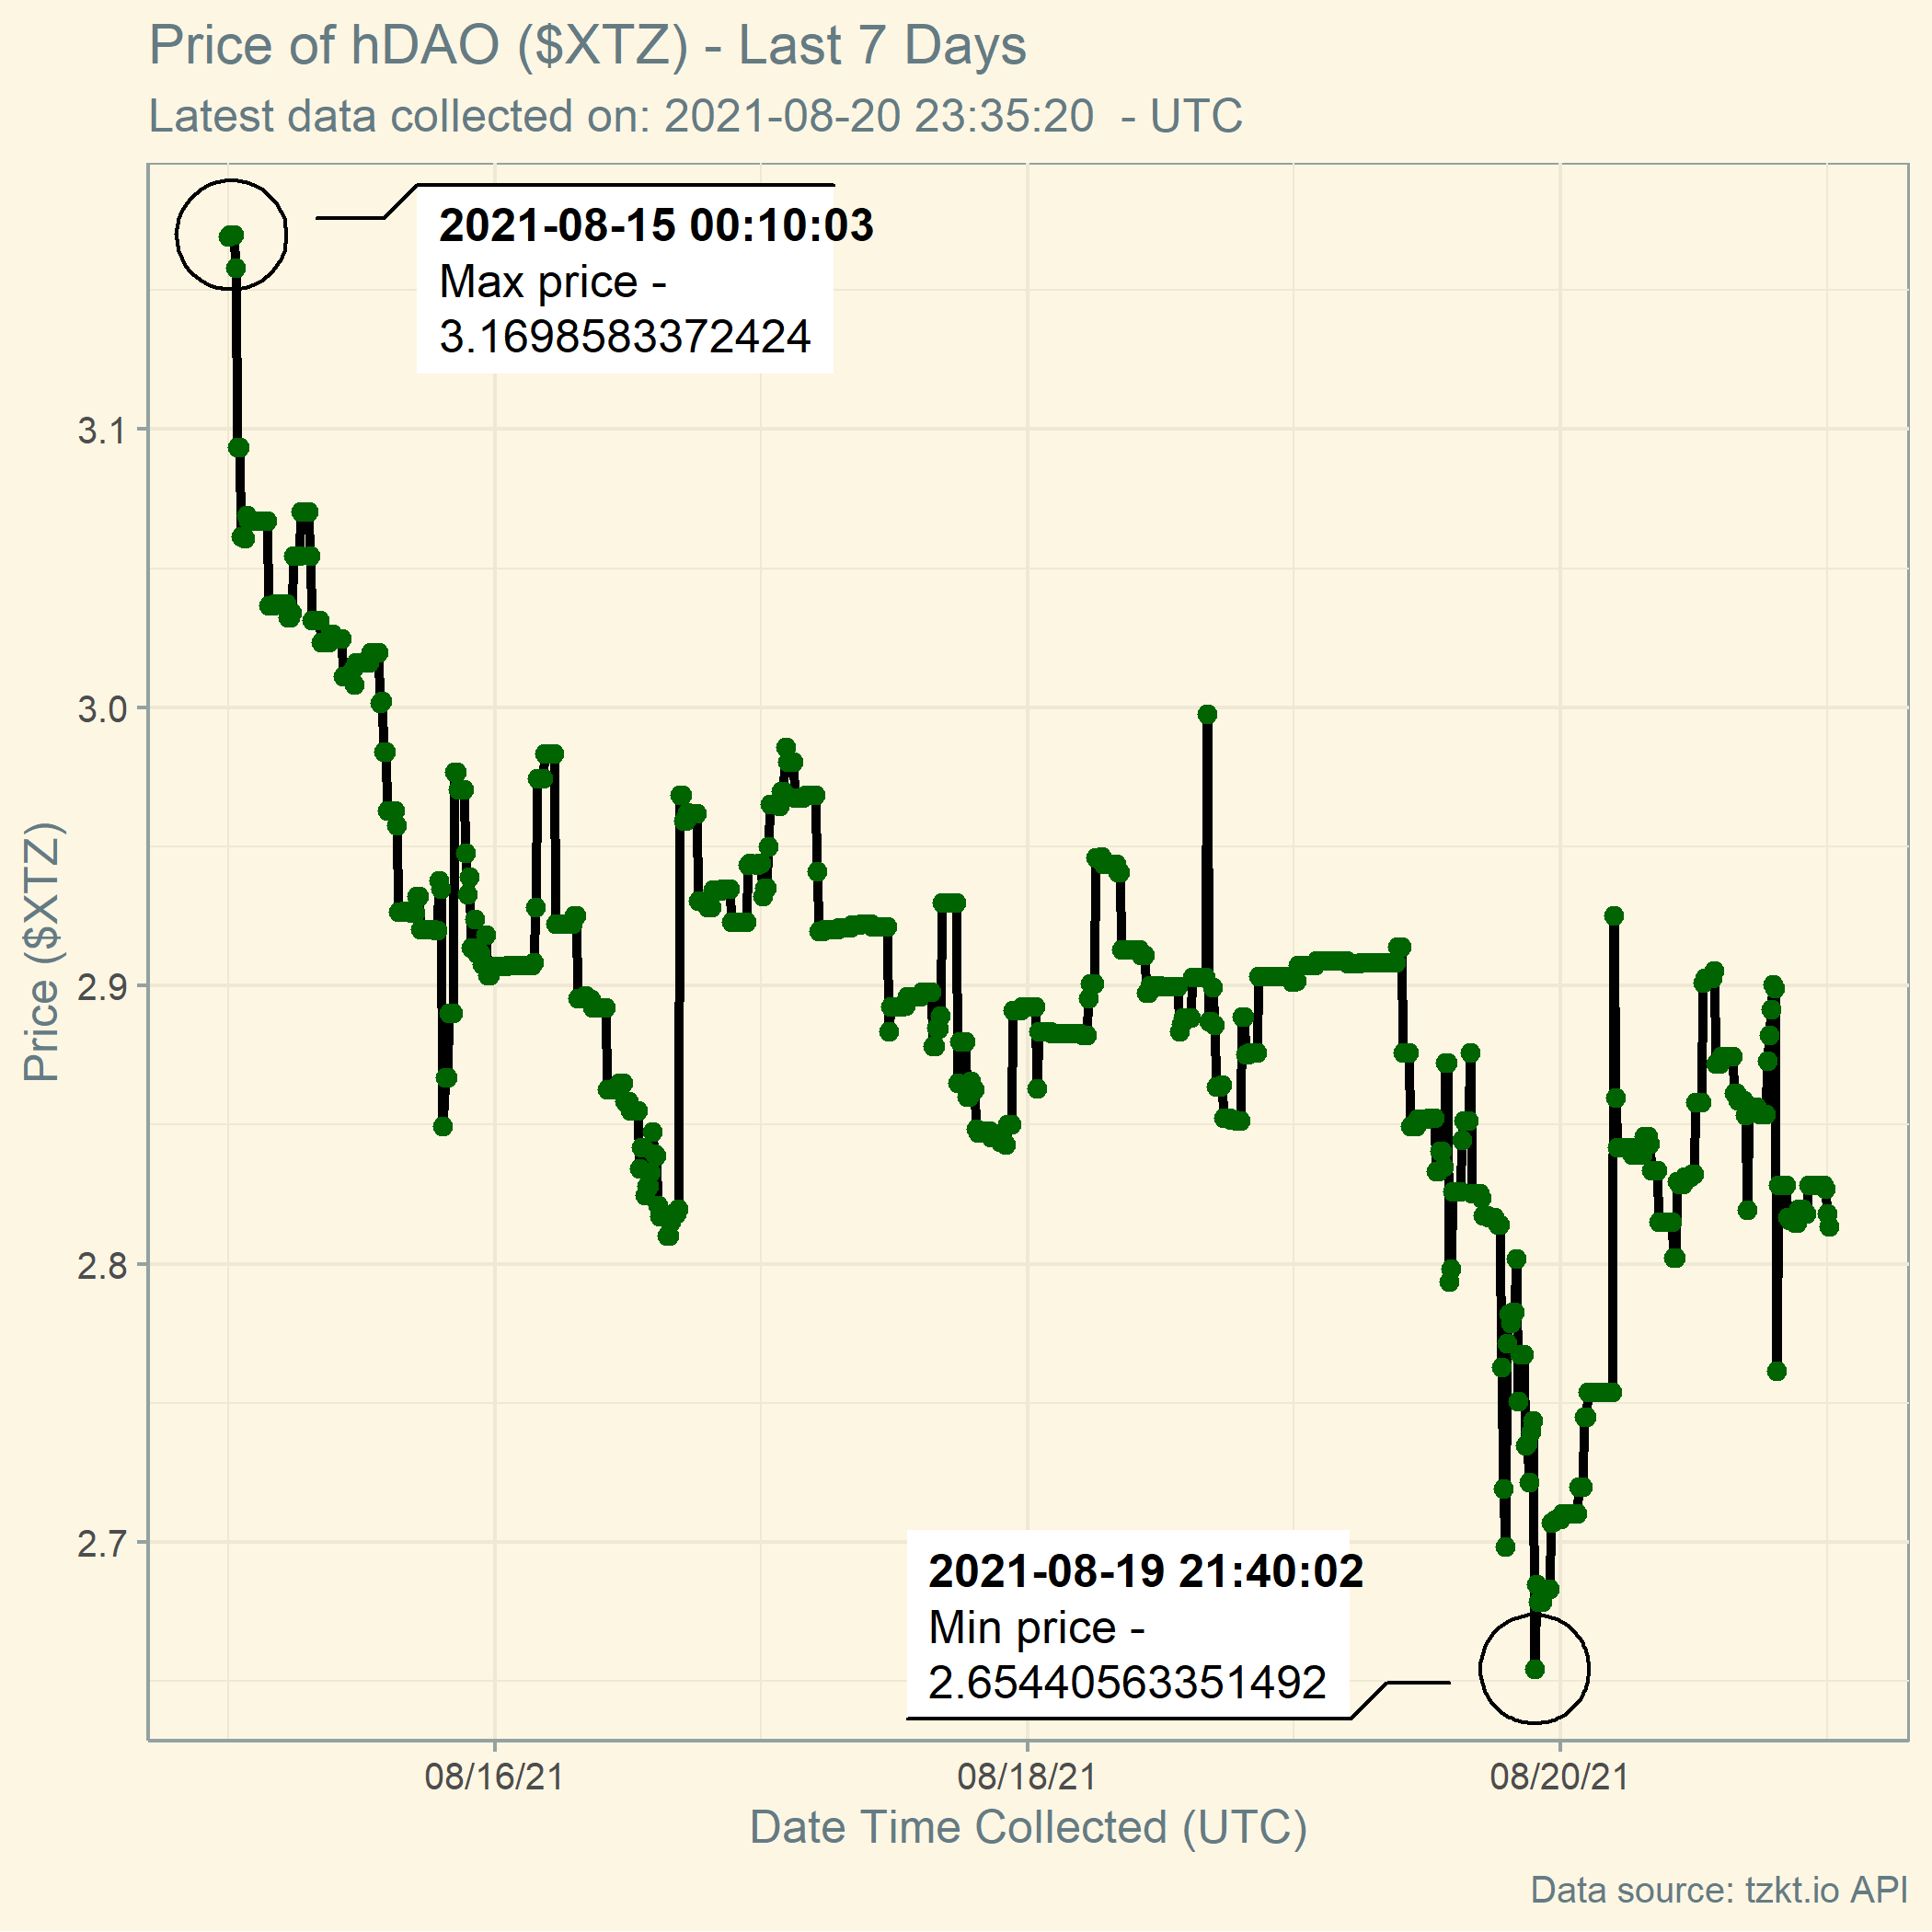 Price of hDAO ($XTZ) - Last 7 Days
Latest data collected on: 2021-08-20 23:35:20  - UTC
2021-08-15 00:10:03
Max price -
3.1698583372424
3.1
3.0
2.9
2.8
2.7
Price ($XTZ)
2021-08-19 21:40:02
Min price -
2.65440563351492
08/16/21
08/18/21
08/20/21
Date Time Collected (UTC)
Data source: tzkt.io API